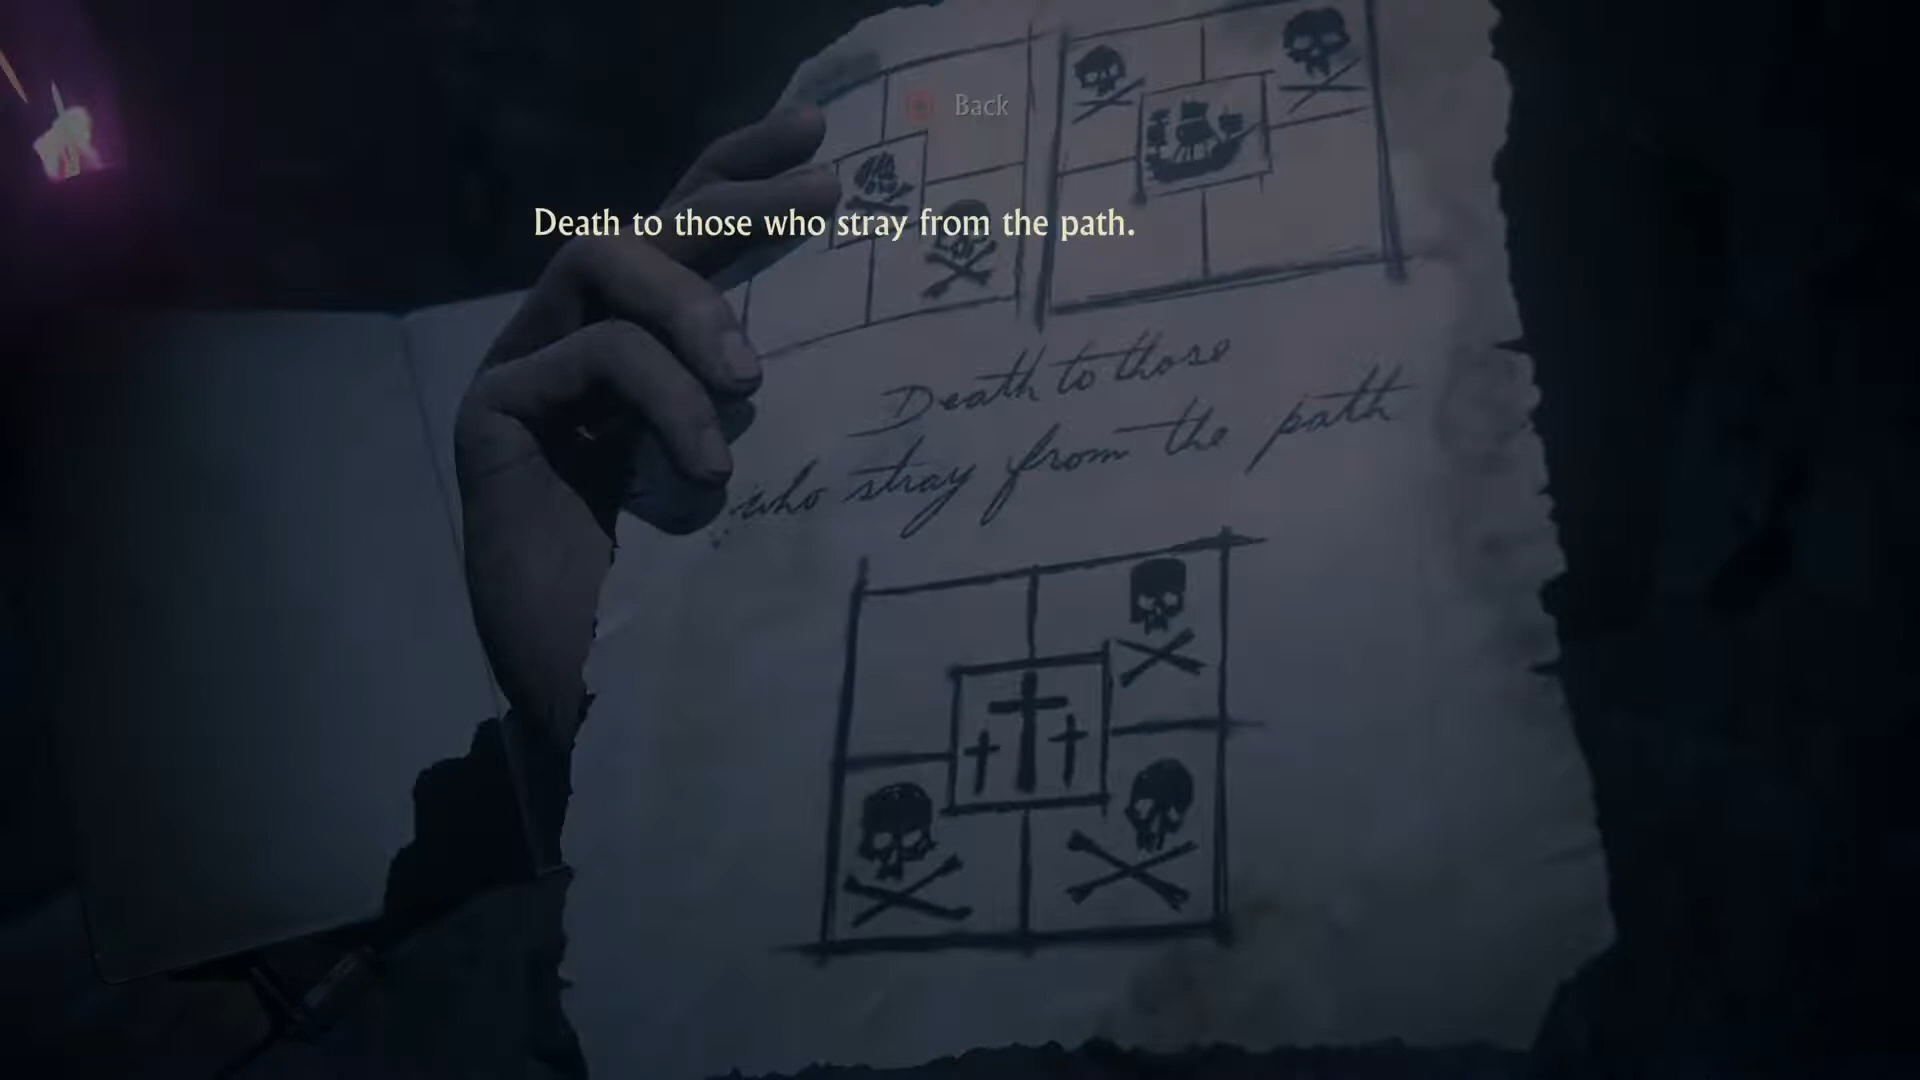 Back
Death to those who stray from the path.
Death to those
who stray from the path